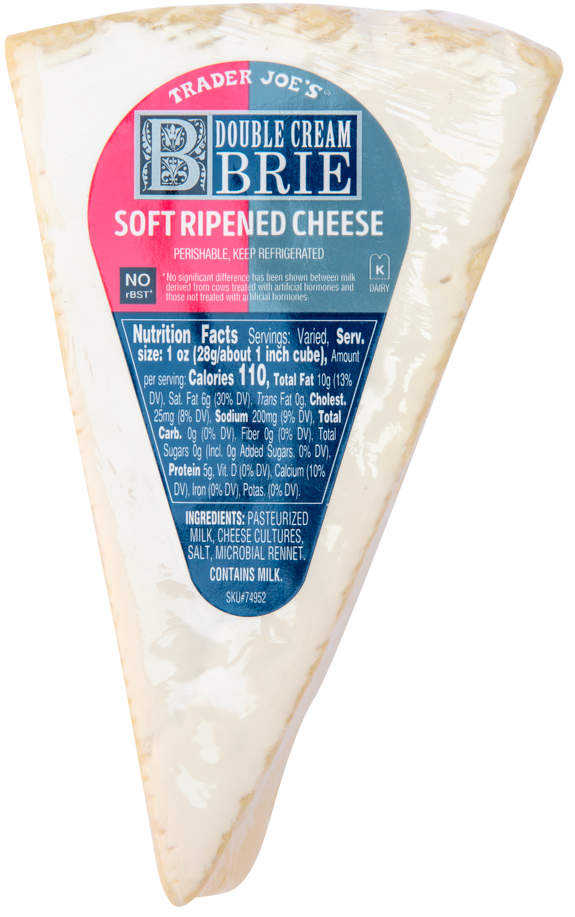 TRADER JOE'S
B DOUBLE CREAM
BRIE
SOFT RIPENED CHEESE
PERISHABLE, KEEP REFRIGERATED
NO
rBST*
*No significant difference has been shown between milk
derived from cows treated with artificial hormones and
those not treated with artificial hormones.
K
DAIRY
Nutrition Facts Servings: Varied, Serv.
size: 1 oz (28g/about 1 inch cube), Amount
per serving: Calories 110, Total Fat 10g (13%
DV), Sat. Fat 6g (30% DV), Trans Fat 0g, Cholest.
25mg (8% DV), Sodium 200mg (9% DV), Total
Carb. 0g (0% DV), Fiber 0g (0% DV), Total
Sugars 0g (Incl. 0g Added Sugars, 0% DV),
Protein 5g, Vit. D (0% DV), Calcium (10%
DV), Iron (0% DV), Potas. (0% DV).
INGREDIENTS: PASTEURIZED
MILK, CHEESE CULTURES,
SALT, MICROBIAL RENNET.
CONTAINS MILK.
SKU#74952